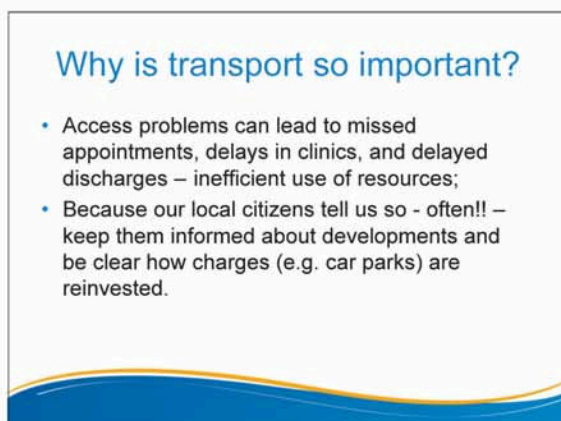 Why is transport so important?
• Access problems can lead to missed
appointments, delays in clinics, and delayed
discharges – inefficient use of resources;
• Because our local citizens tell us so - often!! –
keep them informed about developments and
be clear how charges (e.g. car parks) are
reinvested.